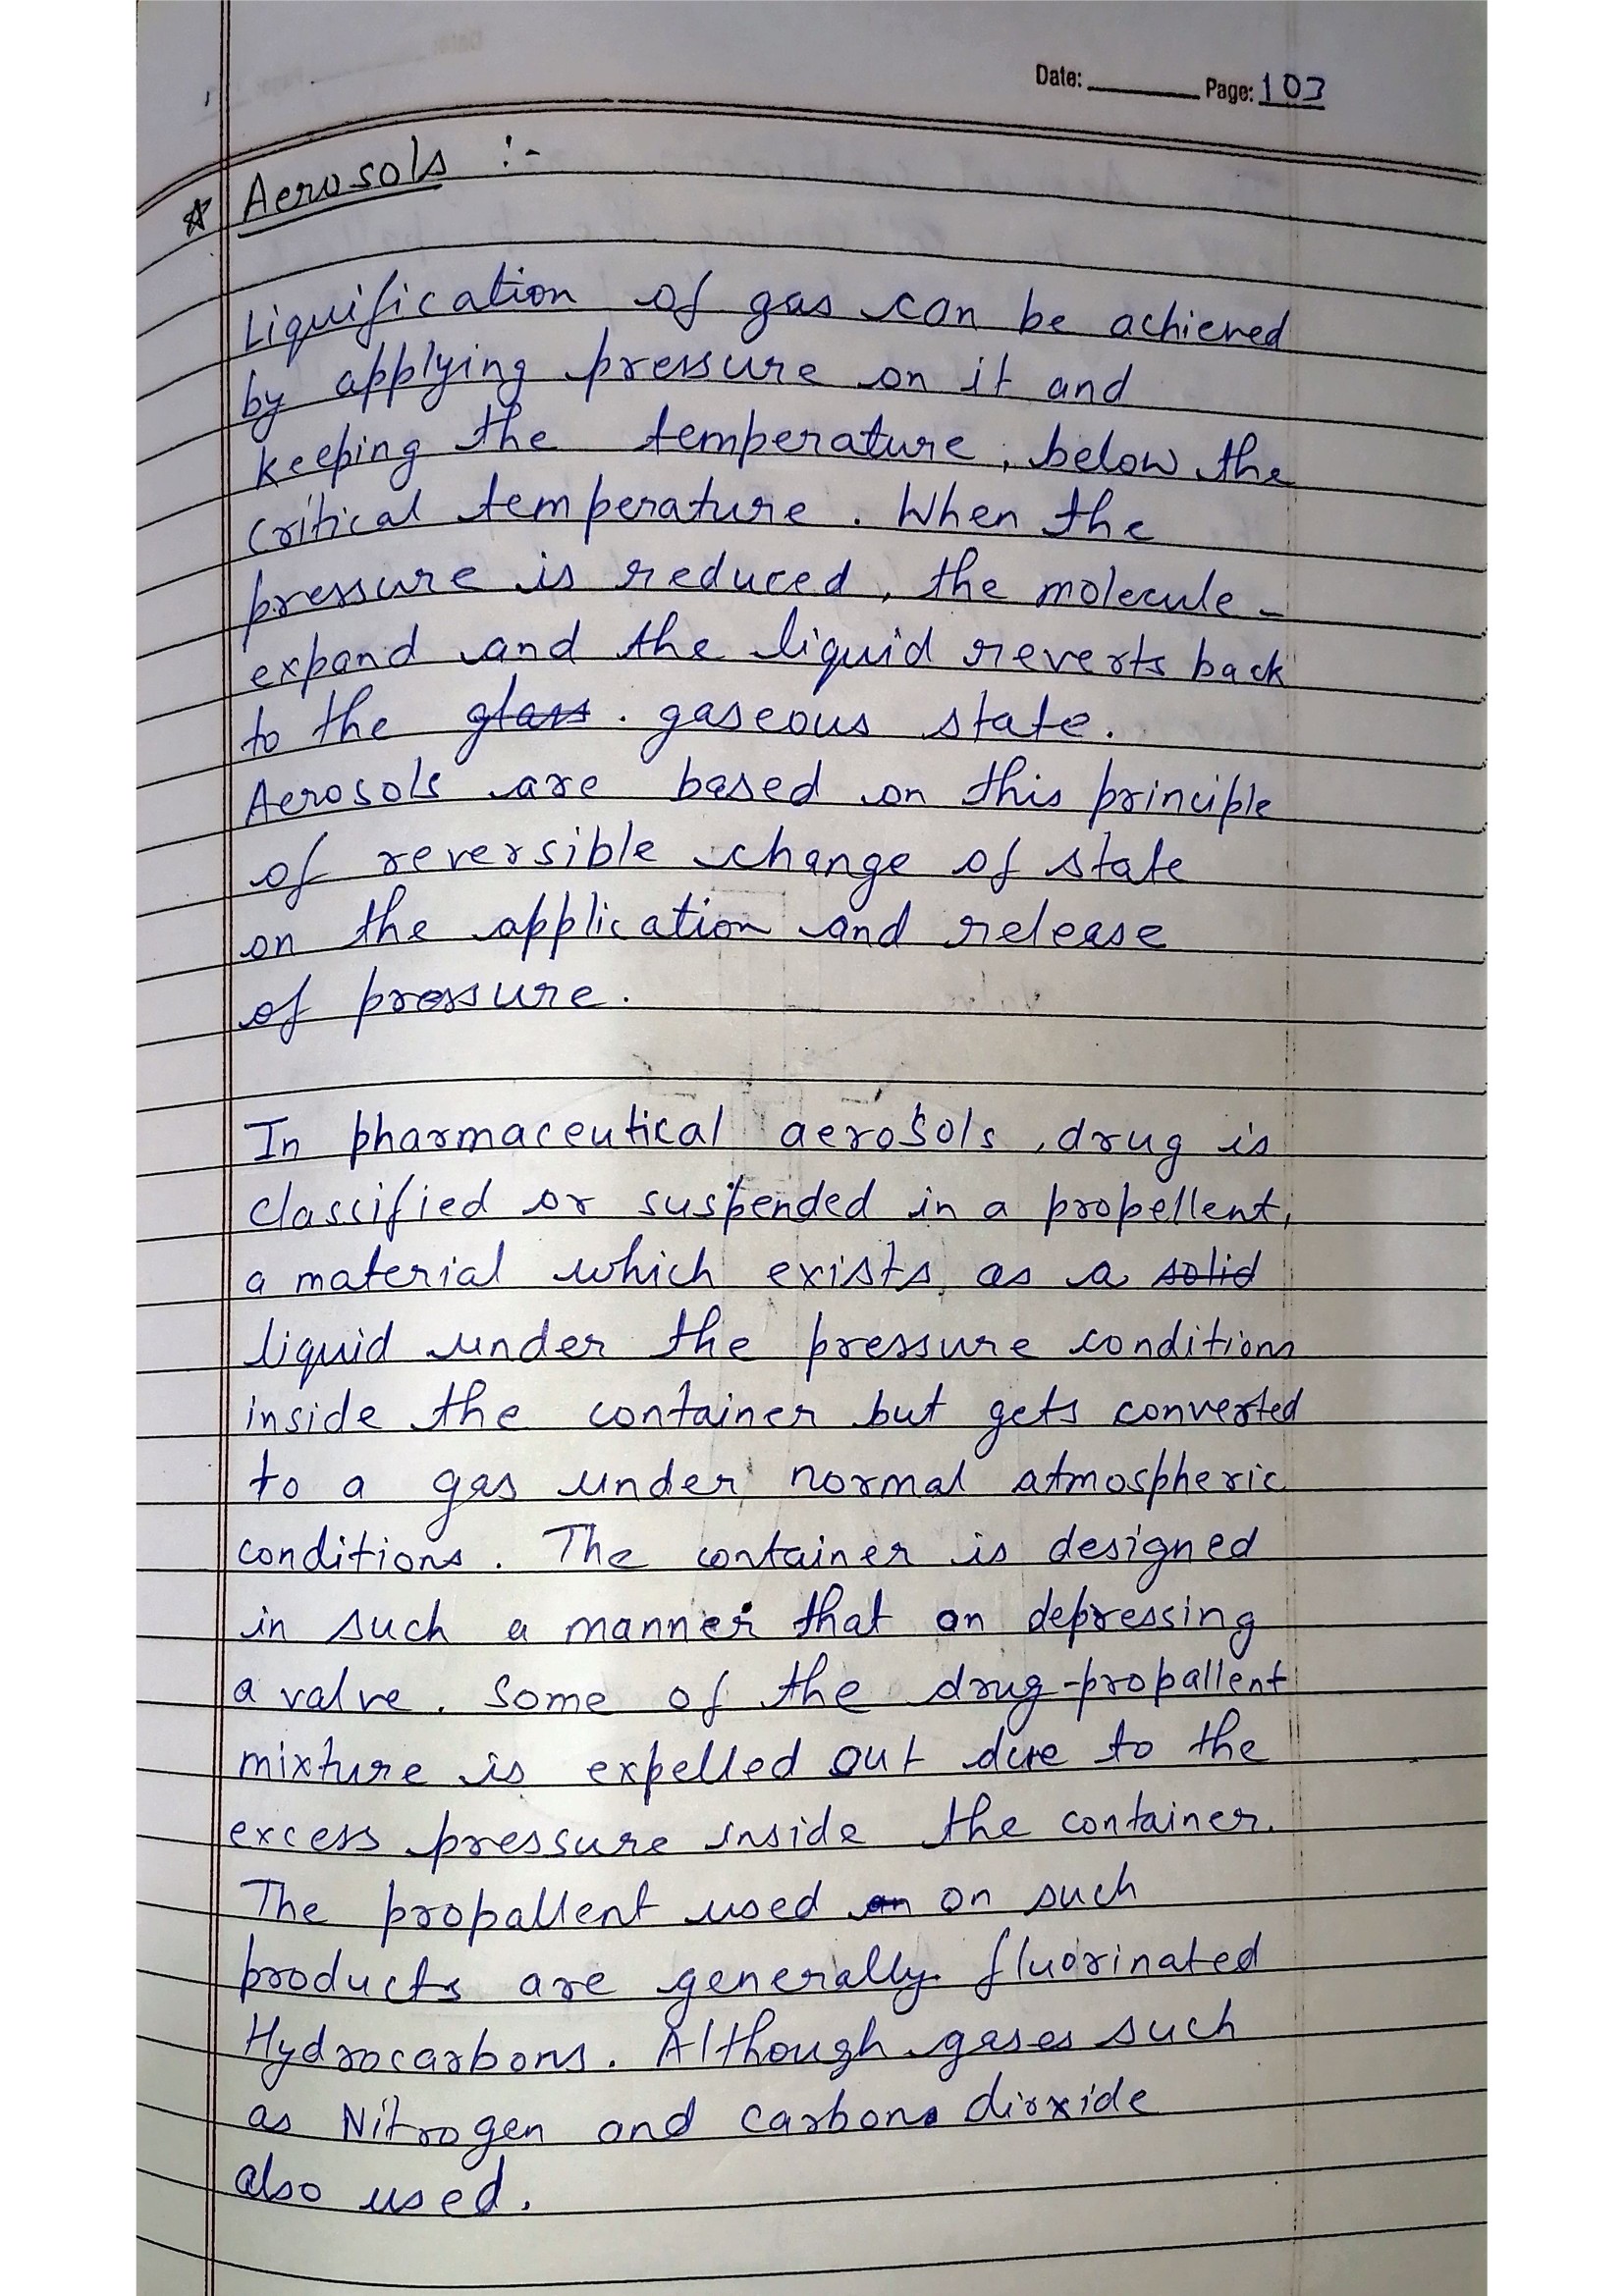 Date: Page: 103
☆ Aerosols :-
Liquification of gas can be achieved
by applying pressure on it and
keeping the temperature, below the
critical temperature. When the
pressure is reduced, the molecule -
expand and the liquid reverts back
to the glass. gaseous state.
Aerosols are based on this principle
of reversible change of state
on the application and release
of pressure.
In pharmaceutical aerosols, drug is
classified or suspended in a propellent,
a material which exists as a solid
liquid under the pressure conditions
inside the container but gets converted
to a gas under normal atmospheric
conditions. The container is designed
in such a manner that on depressing
a valve. Some of the drug-propallent
mixture is expelled out due to the
excess pressure inside the container.
The propallent used an on such
products are generally fluorinated
Hydrocarbons. Although gases such
as Nitrogen and carbon dioxide
also used.